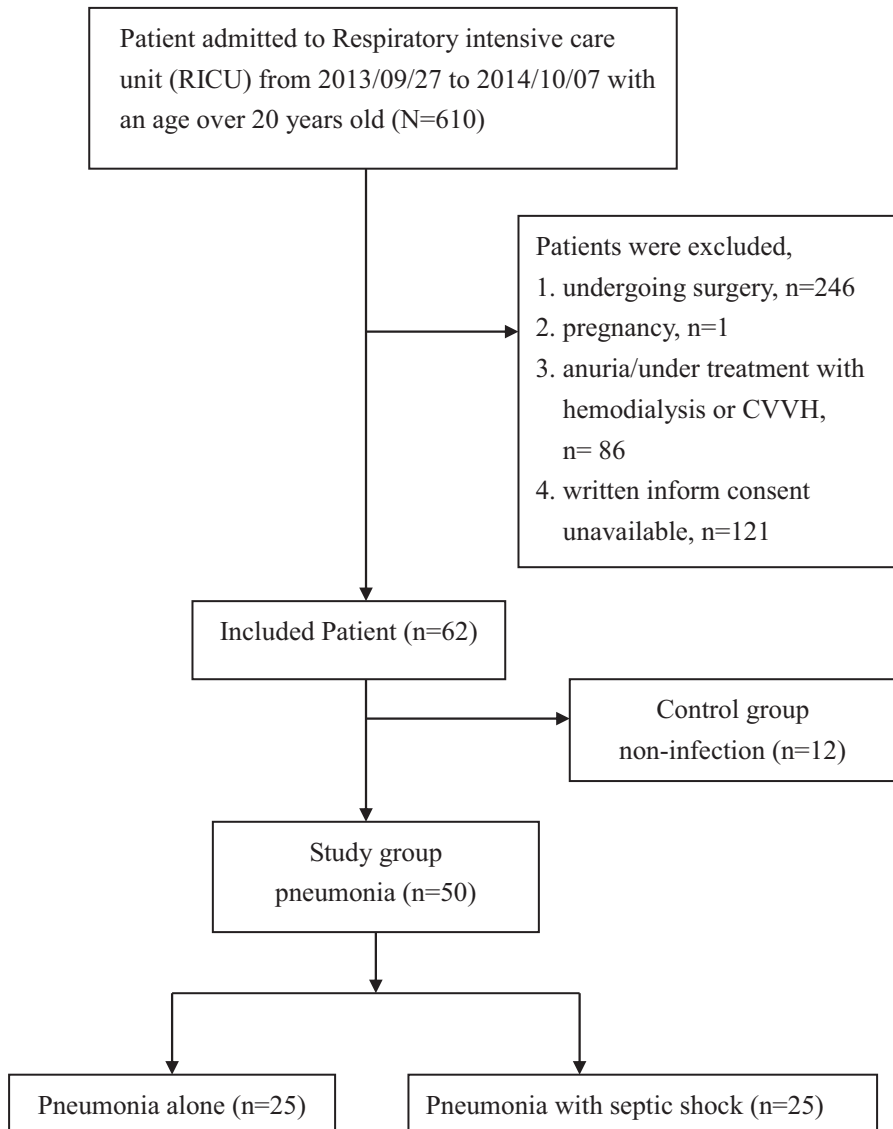 Patient admitted to Respiratory intensive care
unit (RICU) from 2013/09/27 to 2014/10/07 with
an age over 20 years old (N=610)
Patients were excluded,
1. undergoing surgery, n=246
2. pregnancy, n=1
3. anuria/under treatment with
hemodialysis or CVVH,
n= 86
4. written inform consent
unavailable, n=121
Included Patient (n=62)
Control group
non-infection (n=12)
Study group
pneumonia (n=50)
Pneumonia alone (n=25)
Pneumonia with septic shock (n=25)